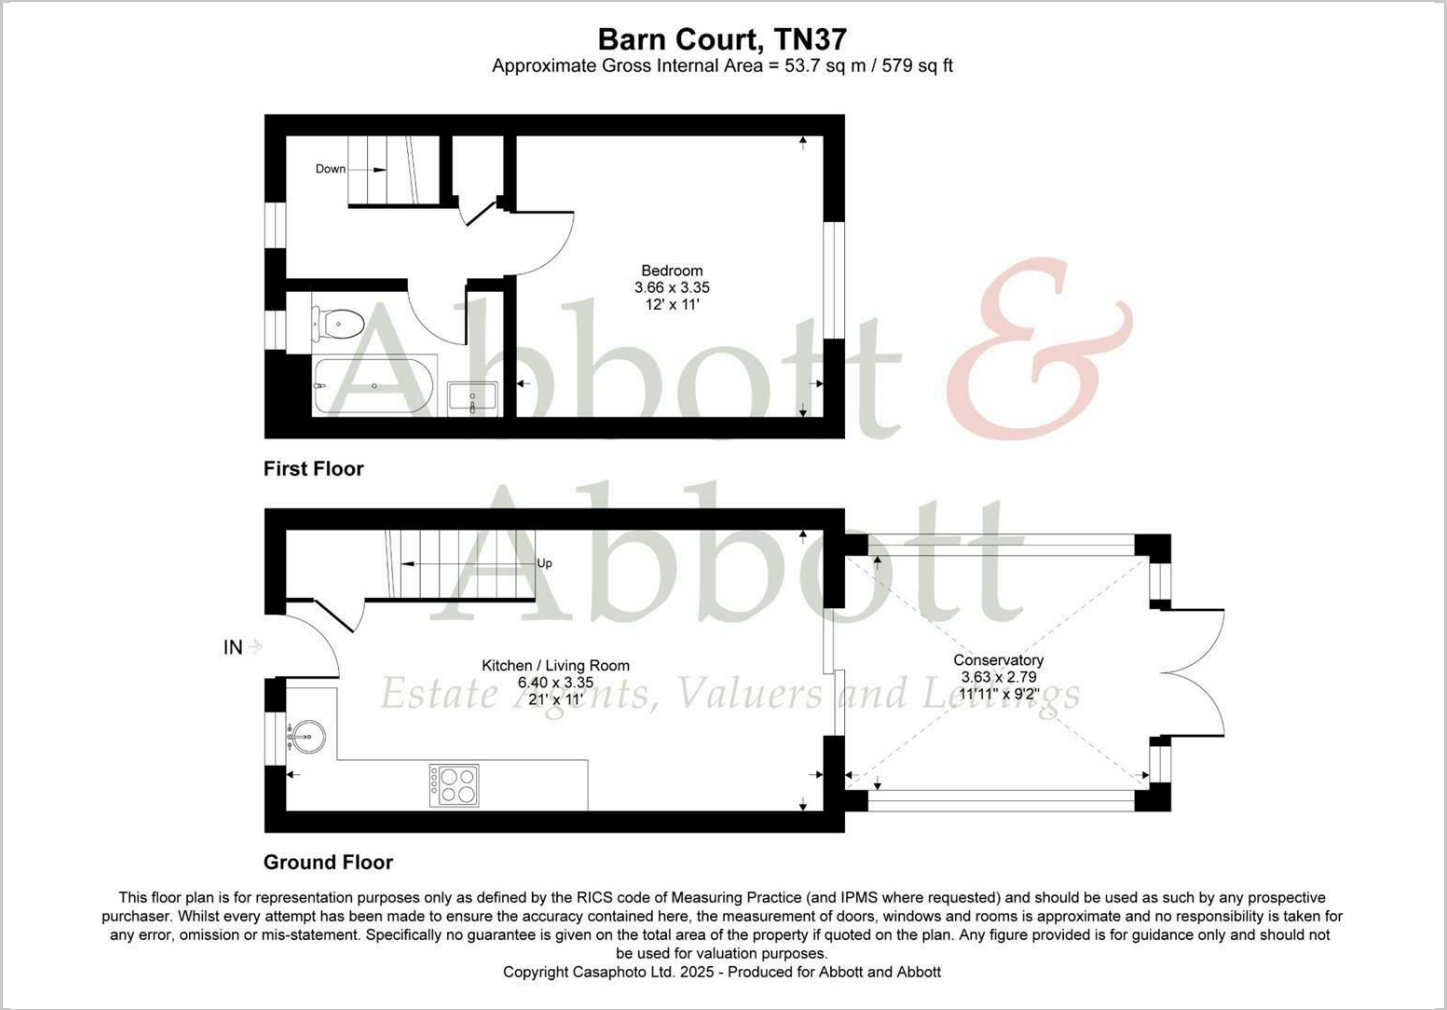 Barn Court, TN37
Approximate Gross Internal Area = 53.7 sq m / 579 sq ft
Down
Bedroom
3.66 x 3.35
12' x 11'
Abbott &
First Floor
Abbott
Up
IN
Kitchen / Living Room
6.40 x 3.35
21' x 11'
Conservatory
3.63 x 2.79
11'11" x 9'2"
Estate Agents, Valuers and Lettings
Ground Floor
This floor plan is for representation purposes only as defined by the RICS code of Measuring Practice (and IPMS where requested) and should be used as such by any prospective
purchaser. Whilst every attempt has been made to ensure the accuracy contained here, the measurement of doors, windows and rooms is approximate and no responsibility is taken for
any error, omission or mis-statement. Specifically no guarantee is given on the total area of the property if quoted on the plan. Any figure provided is for guidance only and should not
be used for valuation purposes.
Copyright Casaphoto Ltd. 2025 - Produced for Abbott and Abbott